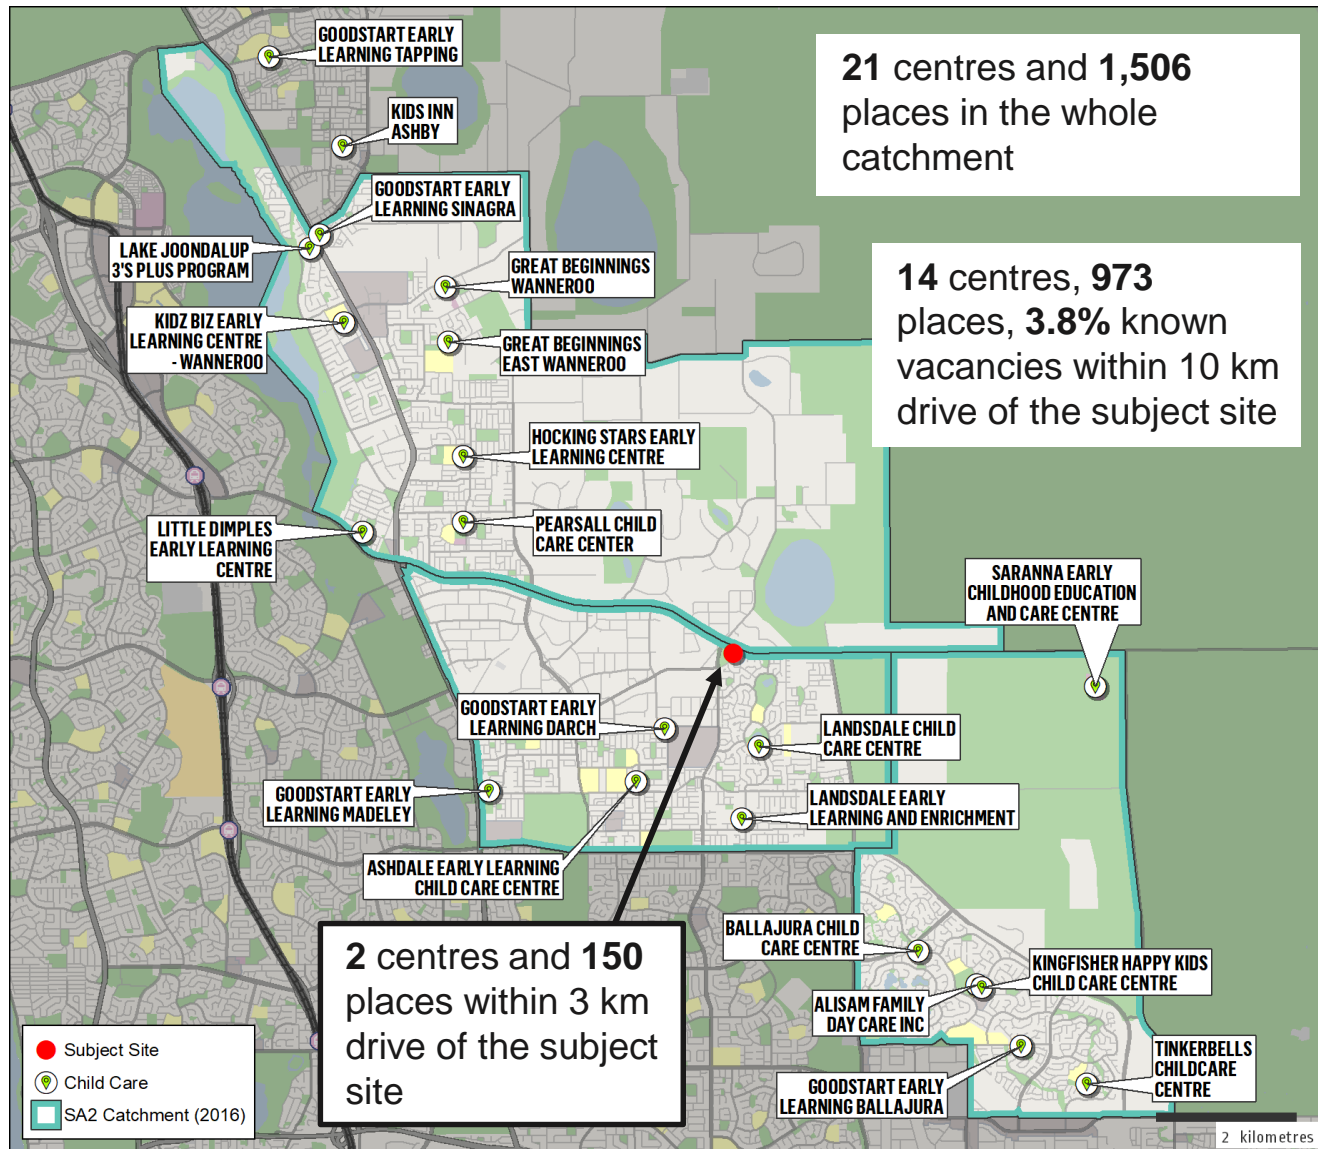 GOODSTART EARLY
LEARNING TAPPING
21 centres and 1,506
places in the whole
catchment
KIDS INN
ASHBY
GOODSTART EARLY
LEARNING SINAGRA
LAKE JOONDALUP
3'S PLUS PROGRAM
GREAT BEGINNINGS
WANNEROO
14 centres, 973
places, 3.8% known
vacancies within 10 km
drive of the subject site
KIDZ BIZ EARLY
LEARNING CENTRE
- WANNEROO
GREAT BEGINNINGS
EAST WANNEROO
HOCKING STARS EARLY
LEARNING CENTRE
LITTLE DIMPLES
EARLY LEARNING
CENTRE
PEARSALL CHILD
CARE CENTER
SARANNA EARLY
CHILDHOOD EDUCATION
AND CARE CENTRE
GOODSTART EARLY
LEARNING DARCH
LANDSDALE CHILD
CARE CENTRE
GOODSTART EARLY
LEARNING MADELEY
LANDSDALE EARLY
LEARNING AND ENRICHMENT
ASHDALE EARLY LEARNING
CHILD CARE CENTRE
2 centres and 150
places within 3 km
drive of the subject
site
BALLAJURA CHILD
CARE CENTRE
KINGFISHER HAPPY KIDS
CHILD CARE CENTRE
ALISAM FAMILY
DAY CARE INC
GOODSTART EARLY
LEARNING BALLAJURA
TINKERBELLS
CHILDCARE
CENTRE
Subject Site
Child Care
SA2 Catchment (2016)
2 kilometres